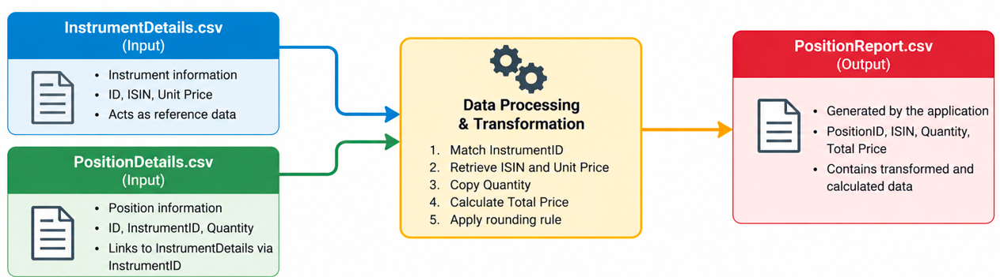 InstrumentDetails.csv
(Input)
• Instrument information
• ID, ISIN, Unit Price
• Acts as reference data
PositionDetails.csv
(Input)
• Position information
• ID, InstrumentID, Quantity
• Links to InstrumentDetails via
InstrumentID
Data Processing
& Transformation
1. Match InstrumentID
2. Retrieve ISIN and Unit Price
3. Copy Quantity
4. Calculate Total Price
5. Apply rounding rule
PositionReport.csv
(Output)
• Generated by the application
• PositionID, ISIN, Quantity,
Total Price
• Contains transformed and
calculated data